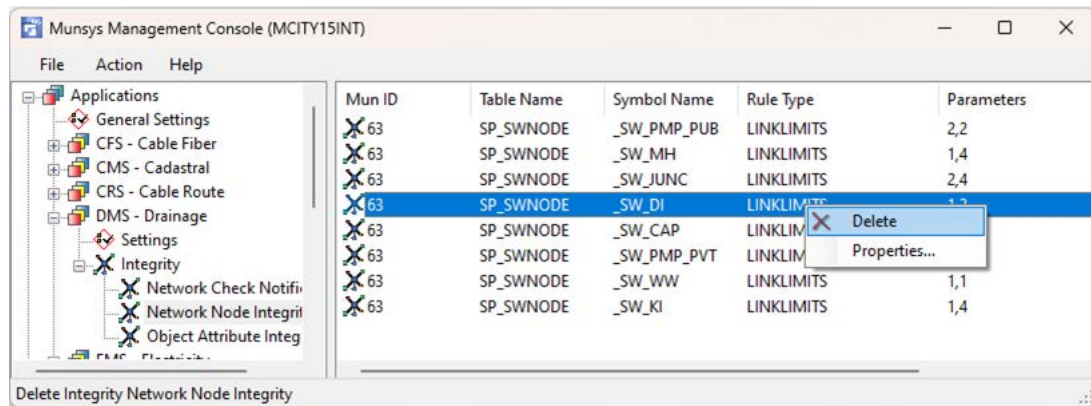 Munsys Management Console (MCITY15INT)
File Action Help
Applications
General Settings
CFS - Cable Fiber
CMS - Cadastral
CRS - Cable Route
DMS - Drainage
Settings
Integrity
Network Check Notifi
Network Node Integrit
Object Attribute Integ
Mun ID Table Name Symbol Name Rule Type Parameters
63 SP_SWNODE _SW_PMP_PUB LINKLIMITS 2,2
63 SP_SWNODE _SW_MH LINKLIMITS 1,4
63 SP_SWNODE _SW_JUNC LINKLIMITS 2,4
63 SP_SWNODE _SW_DI
63 SP_SWNODE _SW_CAP LINKLIM
63 SP_SWNODE _SW_PMP_PVT LINKLIM
63 SP_SWNODE _SW_WW LINKLIMITS 1,1
63 SP_SWNODE _SW_KI LINKLIMITS 1,4
Delete
Properties...
Delete Integrity Network Node Integrity